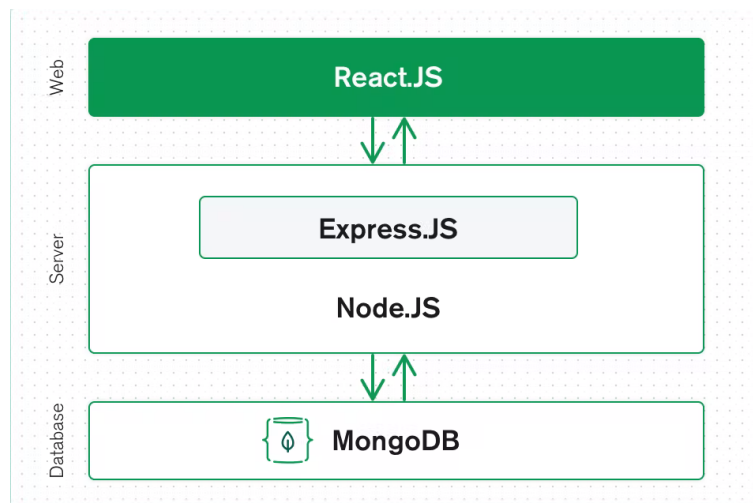 Web
React.JS
Server
Express.JS
Node.JS
Database
MongoDB